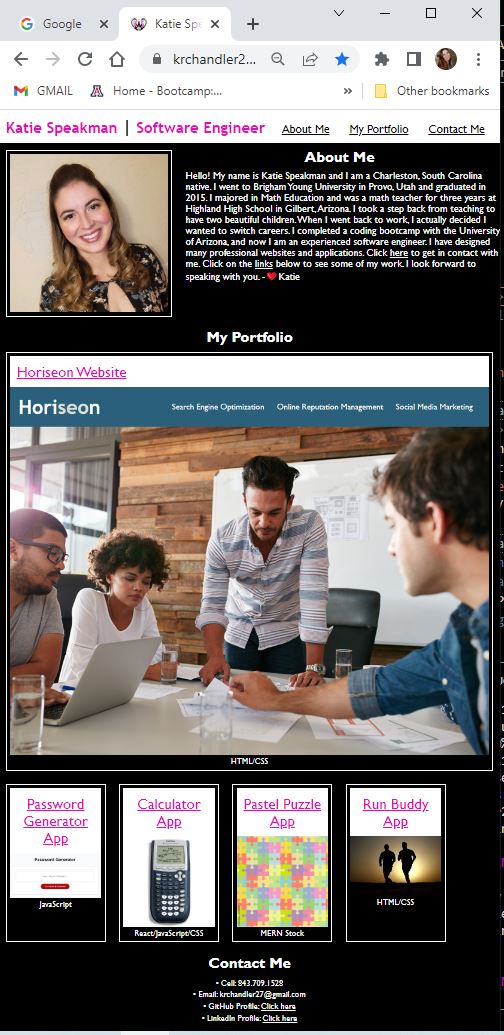 Google
Katie Spe
krchandler2...
GMAIL
Home - Bootcamp:...
»
Other bookmarks
Katie Speakman | Software Engineer
About Me
My Portfolio
Contact Me
About Me
Hello! My name is Katie Speakman and I am a Charleston, South Carolina
native. I went to Brigham Young University in Provo, Utah and graduated in
2015. I majored in Math Education and was a math teacher for three years at
Highland High School in Gilbert, Arizona. I took a step back from teaching to
have two beautiful children. When I went back to work, I actually decided I
wanted to switch careers. I completed a coding bootcamp with the University
of Arizona, and now I am an experienced software engineer. I have designed
many professional websites and applications. Click here to get in contact with
me. Click on the links below to see some of my work. I look forward to
speaking with you. -❤️Katie
My Portfolio
Horiseon Website
Horiseon
Search Engine Optimization
Online Reputation Management
Social Media Marketing
HTML/CSS
Password
Generator
App
Password Generator
JavaScript
Calculator
App
React/JavaScript/CSS
Pastel Puzzle
App
MERN Stock
Run Buddy
App
HTML/CSS
Contact Me
• Cell: 843.709.1528
• Email: krchandler27@gmail.com
• GitHub Profile: Click here
• LinkedIn Profile: Click here